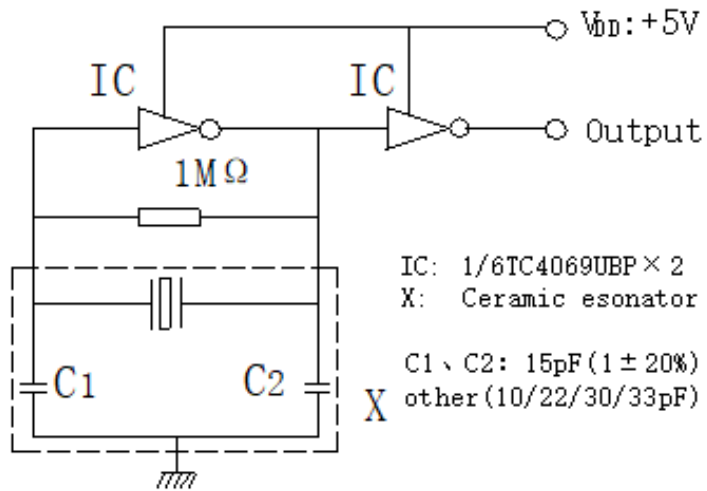 VDD:+5V
IC
IC
Output
1MΩ
IC: 1/6TC4069UBP×2
X: Ceramic esonator
C1
C2
X
C1、C2: 15pF(1±20%)
other(10/22/30/33pF)